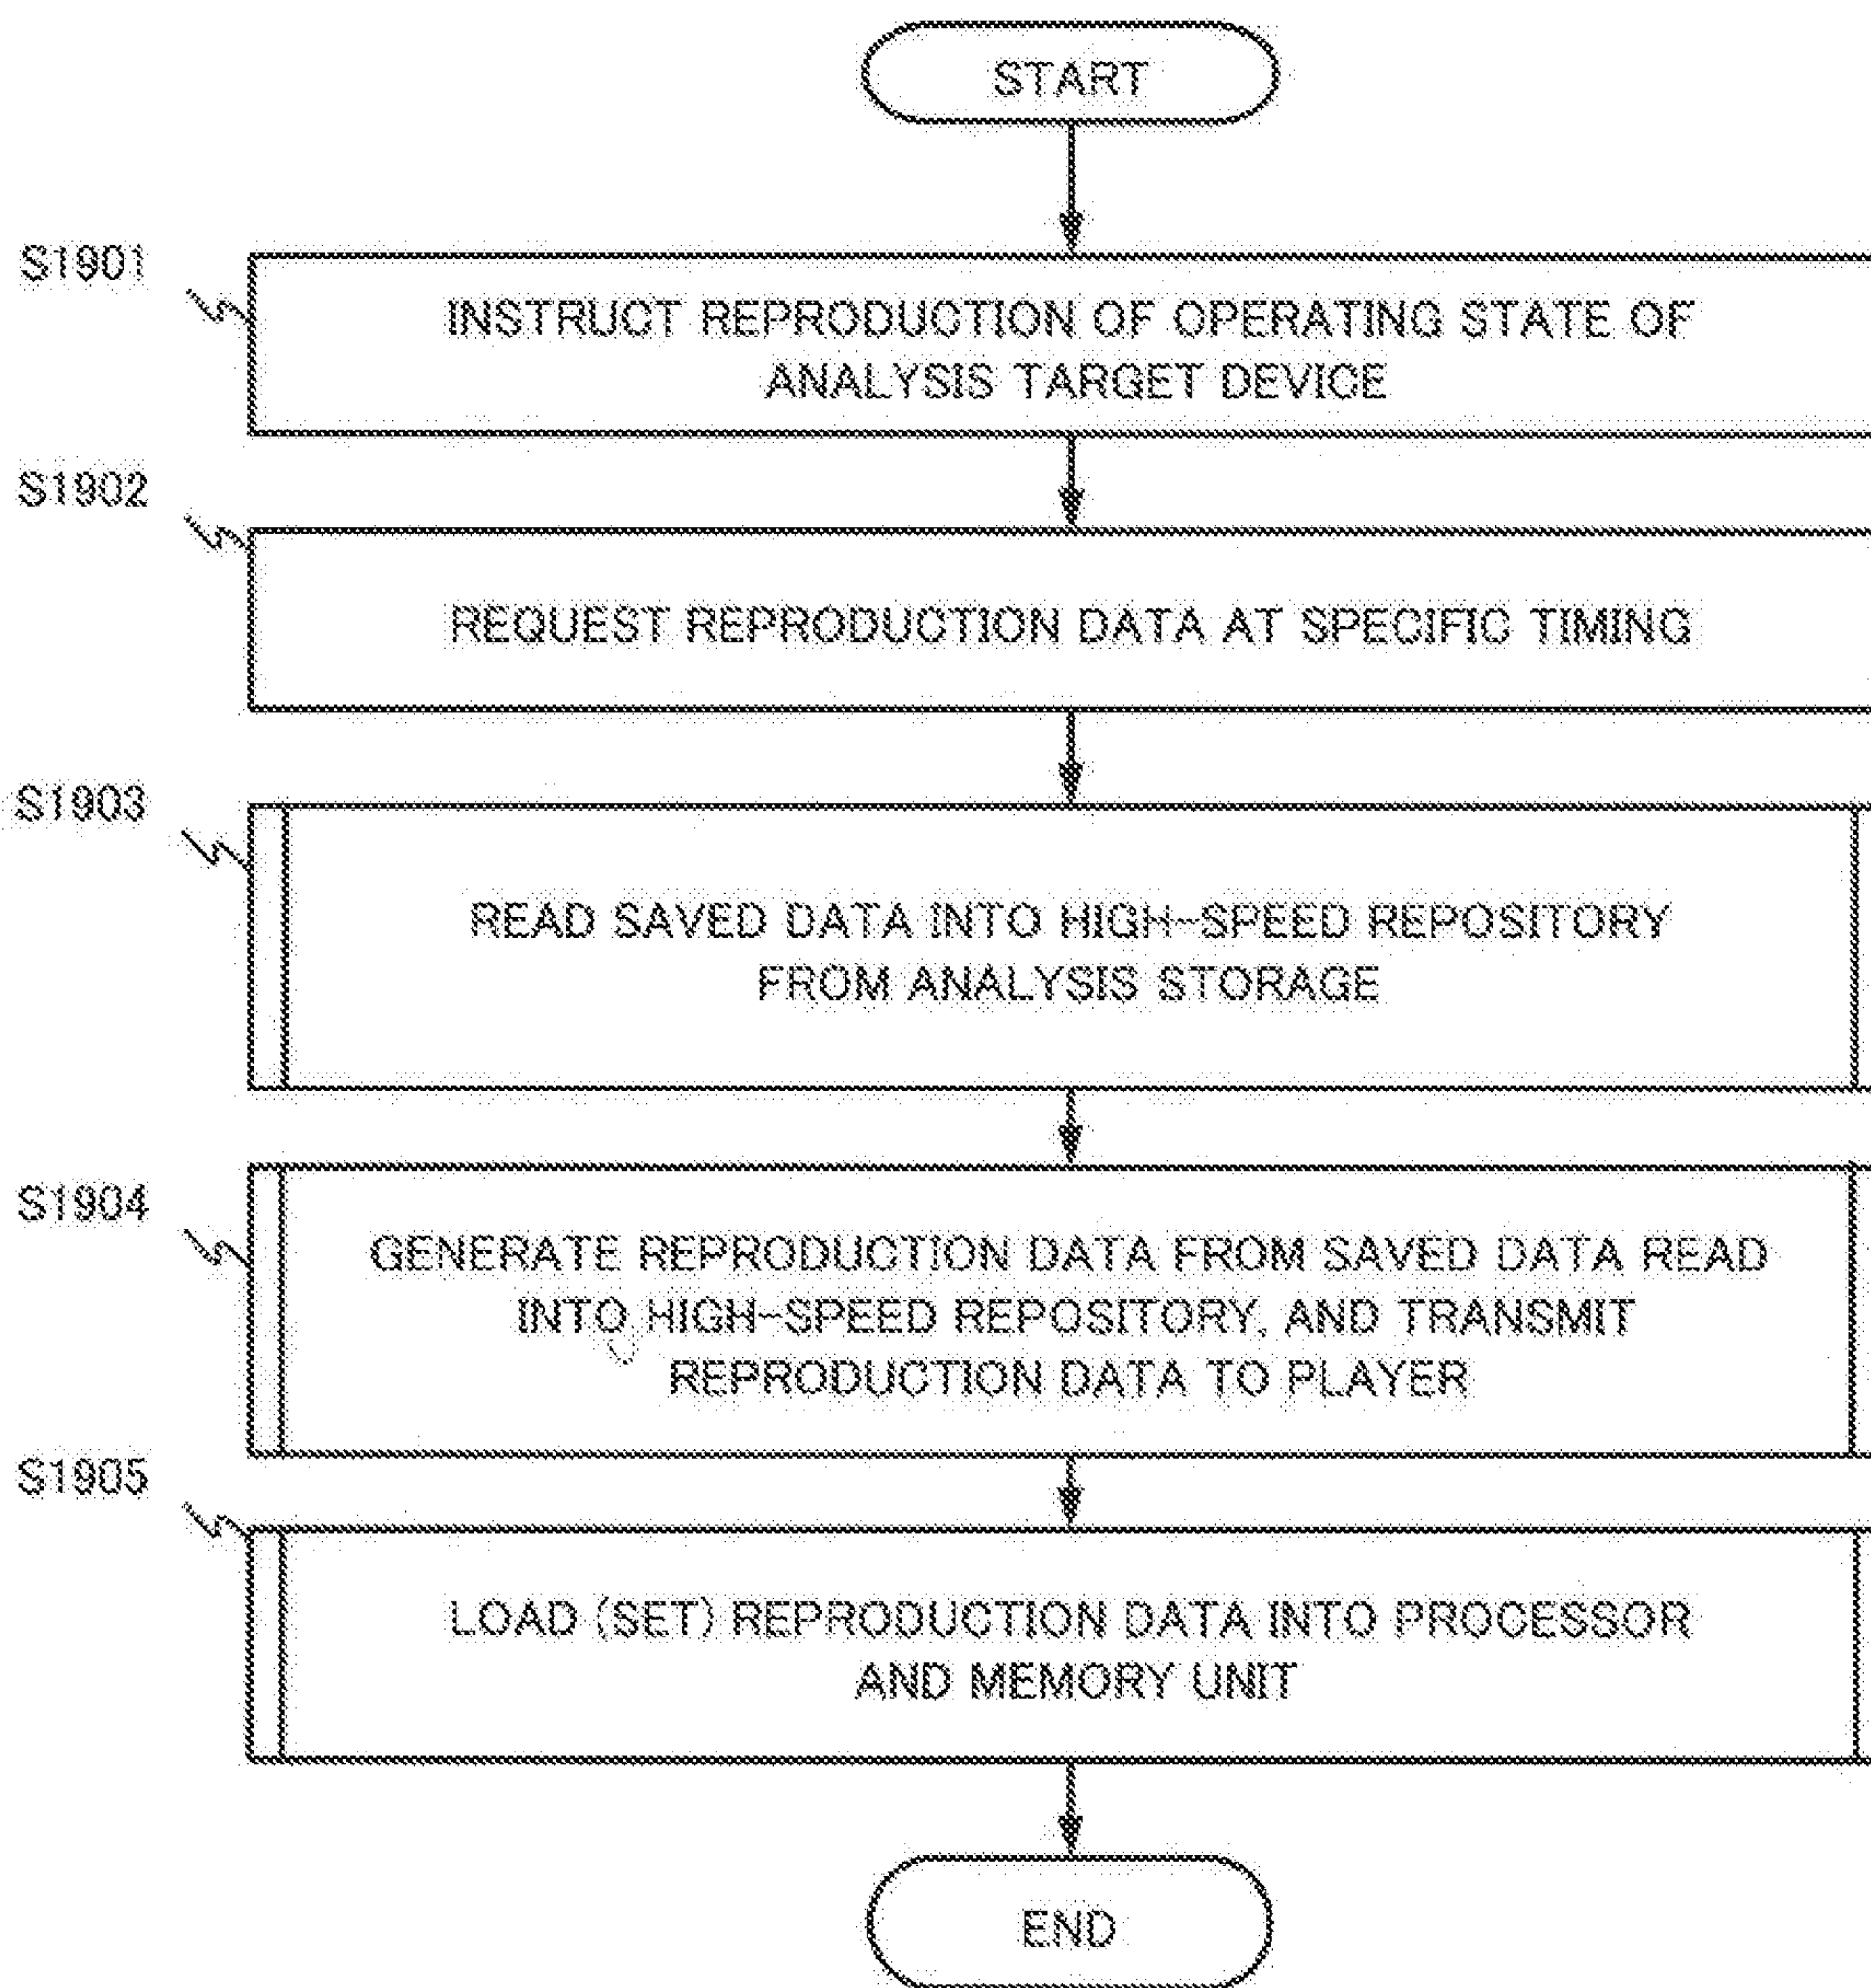 START
S1901
INSTRUCT REPRODUCTION OF OPERATING STATE OF
ANALYSIS TARGET DEVICE
S1902
REQUEST REPRODUCTION DATA AT SPECIFIC TIMING
S1903
READ SAVED DATA INTO HIGH-SPEED REPOSITORY
FROM ANALYSIS STORAGE
S1904
GENERATE REPRODUCTION DATA FROM SAVED DATA READ
INTO HIGH-SPEED REPOSITORY, AND TRANSMIT
REPRODUCTION DATA TO PLAYER
S1905
LOAD (SET) REPRODUCTION DATA INTO PROCESSOR
AND MEMORY UNIT
END